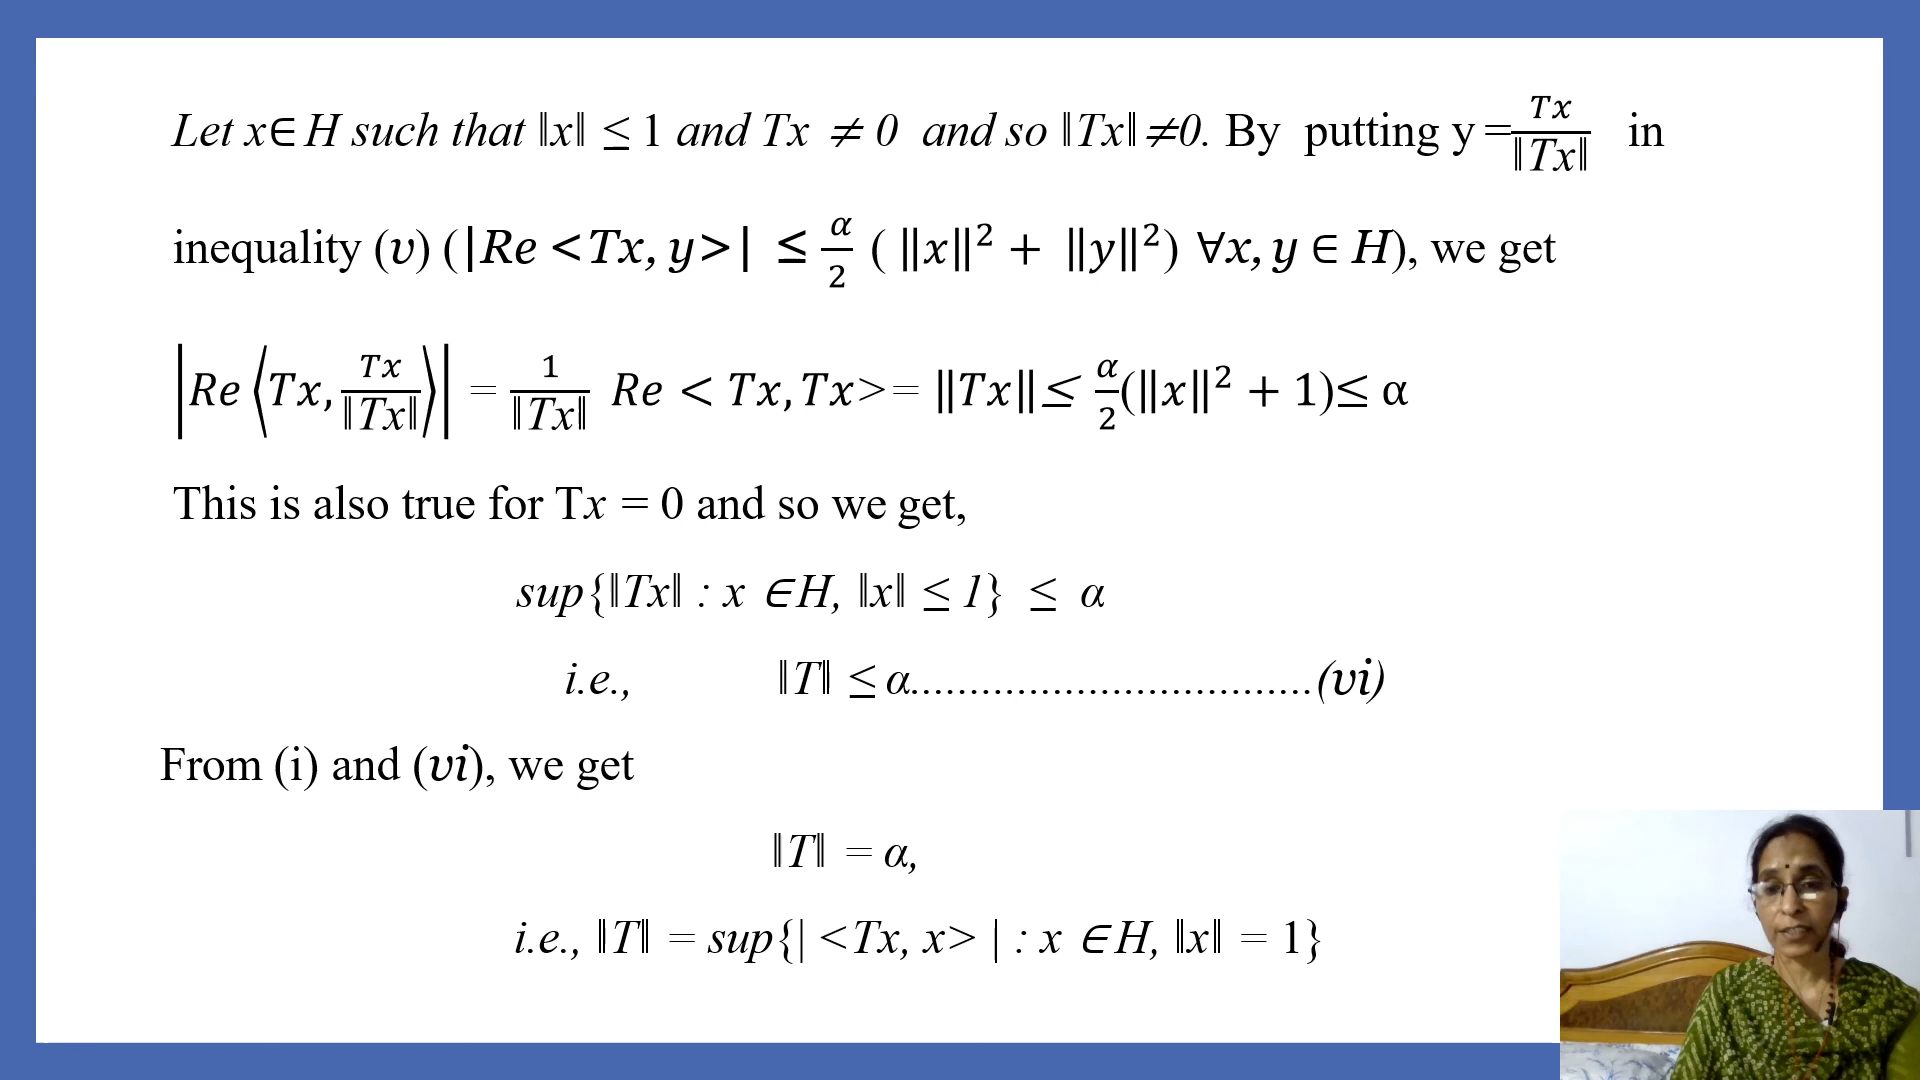 Let x∈ H such that ‖x‖ ≤ 1 and Tx ≠ 0 and so ‖Tx‖ ≠0. By putting y = Tx/‖Tx‖ in
inequality (v) (|Re <Tx, y>| ≤ α/2 ( ‖x‖² + ‖y‖²) ∀x, y ∈ H), we get
|Re ⟨Tx, Tx/‖Tx‖⟩| = 1/‖Tx‖ Re < Tx, Tx> = ‖Tx‖ ≤ α/2 (‖x‖² + 1) ≤ α
This is also true for Tx = 0 and so we get,
sup{‖Tx‖ : x ∈H, ‖x‖ ≤ 1} ≤ α
i.e., ‖T‖ ≤ α..................................(vi)
From (i) and (vi), we get
‖T‖ = α,
i.e., ‖T‖ = sup{| <Tx, x> | : x ∈H, ‖x‖ = 1}